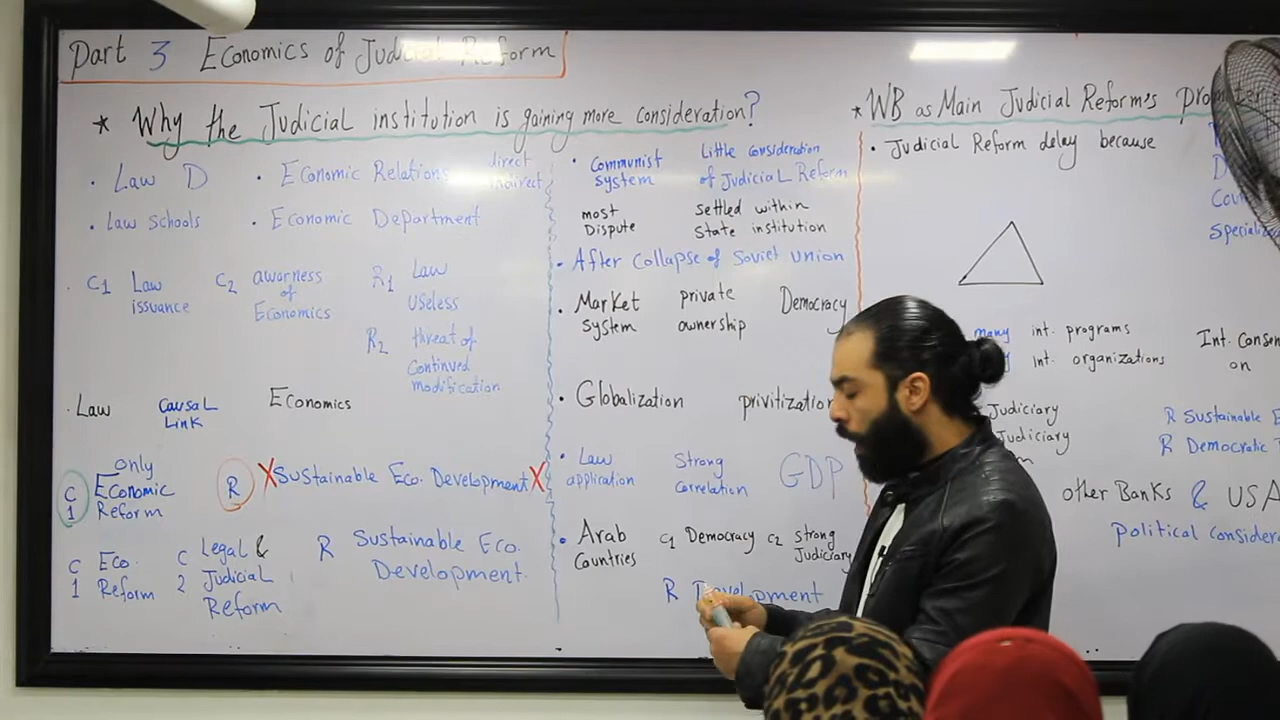 Part 3 Economics of Judicial Reform
* Why the Judicial institution is gaining more consideration?
· Law D · Economic Relations direct
indirect
· Law schools · Economic Department
· C1 Law issuance C2 awarness of Economics R1 Law useless
R2 threat of continued modification
· Law Causal Link Economics
C1 only Economic Reform R X Sustainable Eco. Development X
C1 Eco. Reform C2 Legal & Judicial Reform R Sustainable Eco. Development
· Communist system Little consideration of Judicial Reform
most Dispute settled within State institution
· After collapse of Soviet union
· Market system private ownership Democracy
· Globalization privitization
· Law application Strong correlation GDP
· Arab Countries C1 Democracy C2 strong Judiciary
R Development
* WB as Main Judicial Reform's
· Judicial Reform delay because
many int. programs
int. organizations
Int.
on
Judiciary
Judiciary
R Sustainable
R Democratic
other Banks & USA
Political